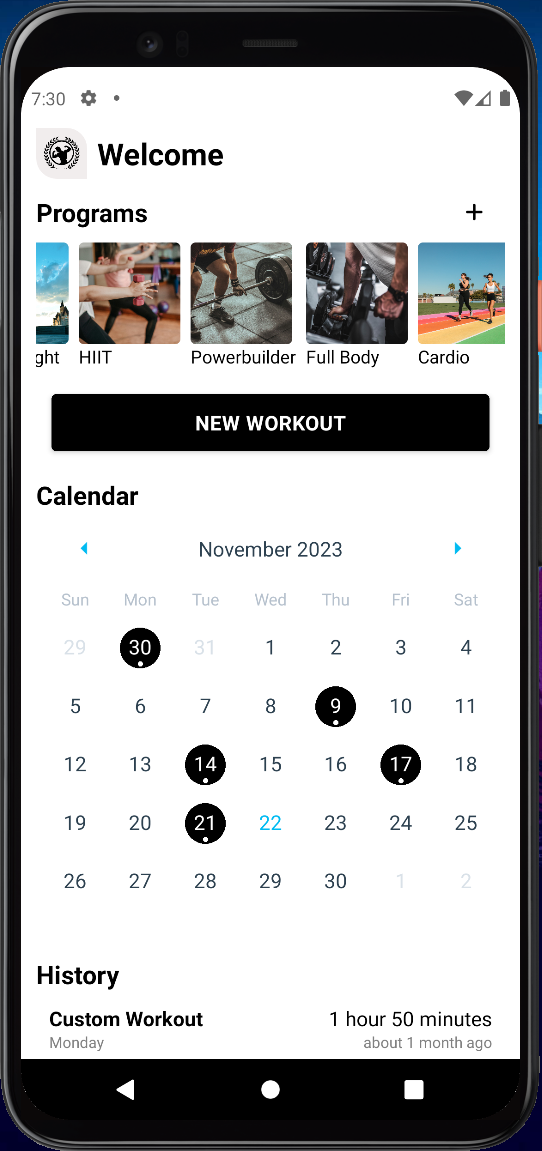 7:30
Welcome
Programs +
ght HIIT Powerbuilder Full Body Cardio
NEW WORKOUT
Calendar
November 2023
Sun Mon Tue Wed Thu Fri Sat
29 30 31 1 2 3 4
5 6 7 8 9 10 11
12 13 14 15 16 17 18
19 20 21 22 23 24 25
26 27 28 29 30 1 2
History
Custom Workout 1 hour 50 minutes
Monday about 1 month ago